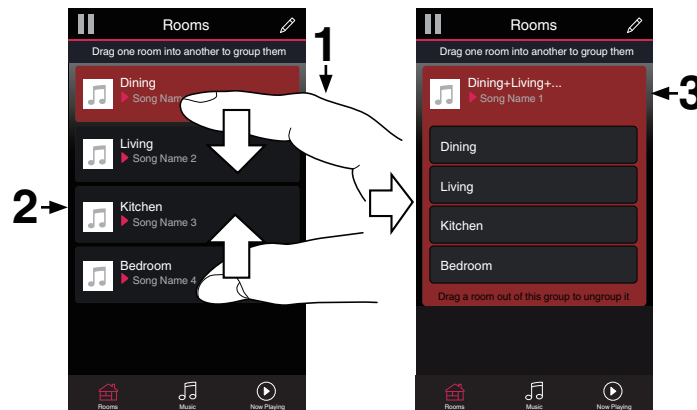 Rooms
Drag one room into another to group them
Dining
Song Nam
Living
Song Name 2
Kitchen
Song Name 3
Bedroom
Song Name 4
Rooms
Music
Now Playing
1
2
Rooms
Drag one room into another to group them
Dining+Living+...
Song Name 1
Dining
Living
Kitchen
Bedroom
Drag a room out of this group to ungroup it
Rooms
Music
Now Playing
3